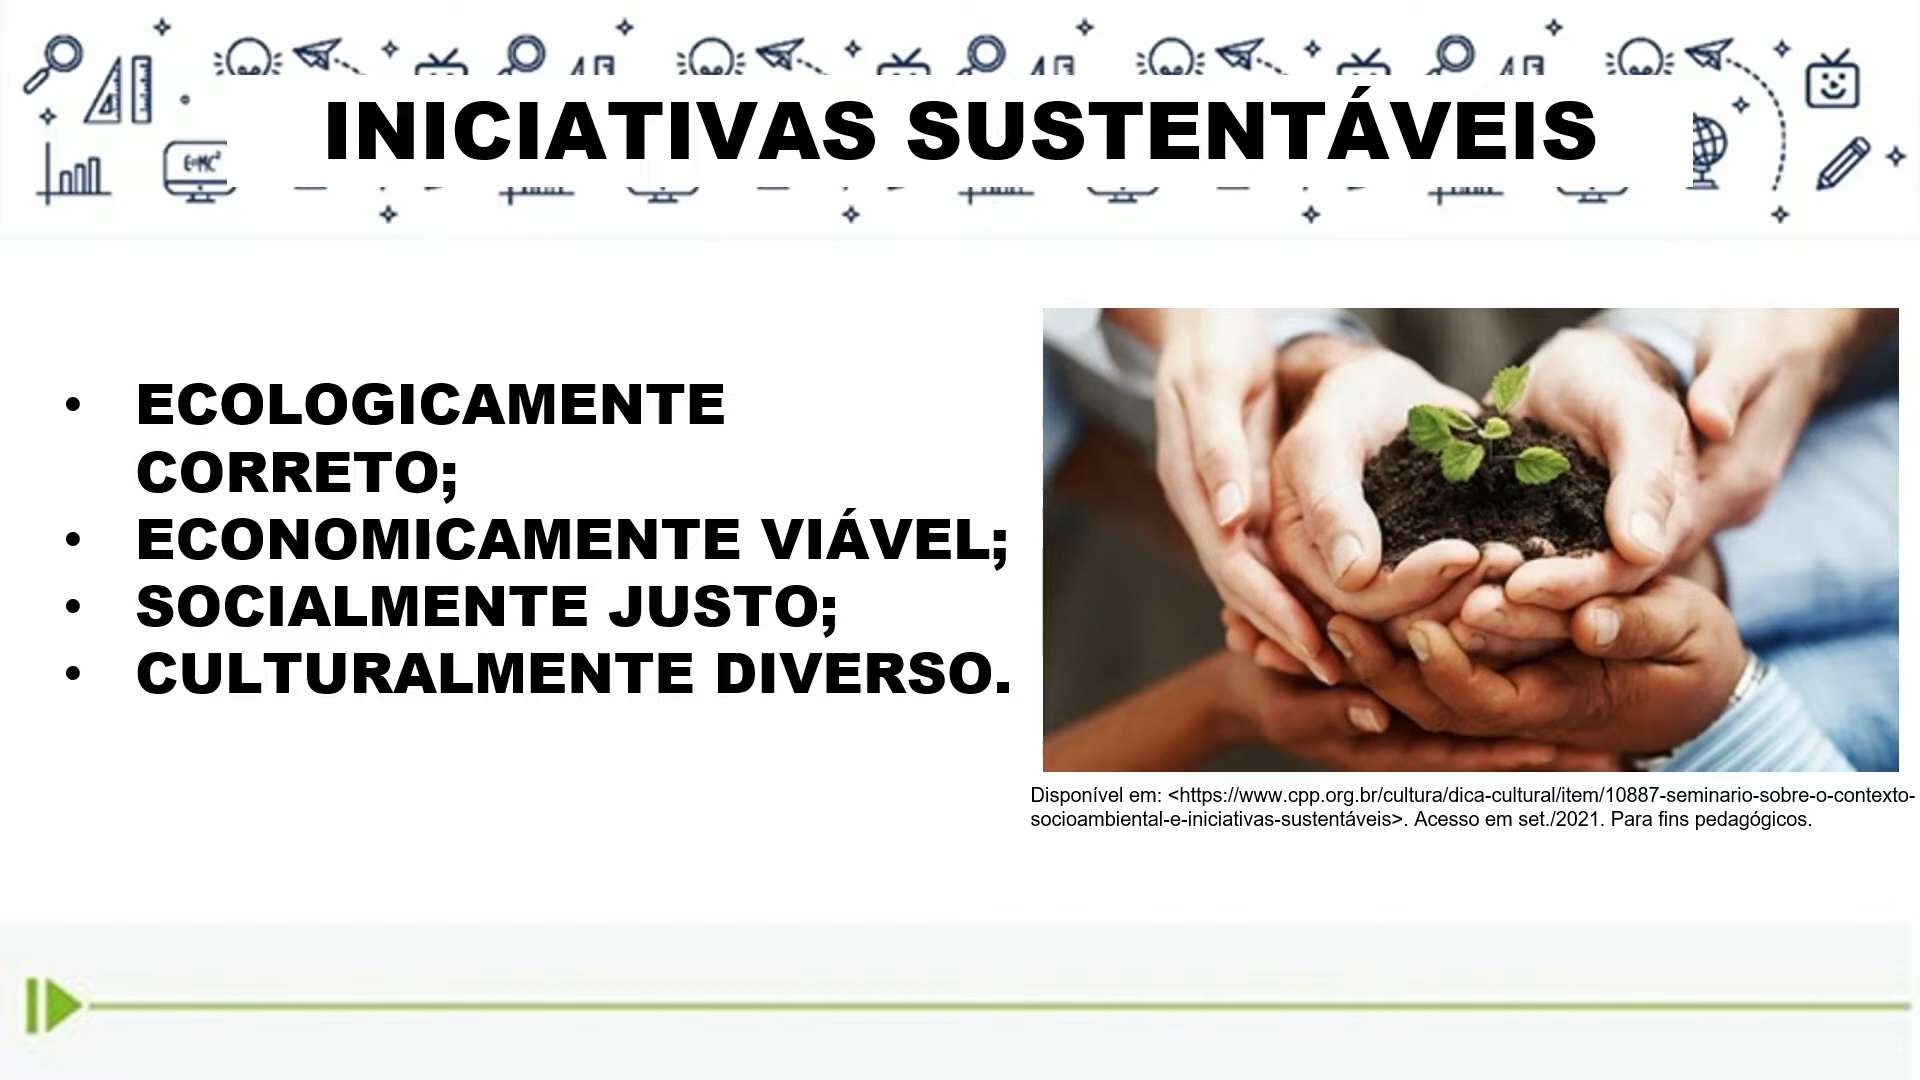 INICIATIVAS SUSTENTÁVEIS
E=MC²
• ECOLOGICAMENTE
CORRETO;
• ECONOMICAMENTE VIÁVEL;
• SOCIALMENTE JUSTO;
• CULTURALMENTE DIVERSO.
Disponível em: <https://www.cpp.org.br/cultura/dica-cultural/item/10887-seminario-sobre-o-contexto-
socioambiental-e-iniciativas-sustentáveis>. Acesso em set./2021. Para fins pedagógicos.